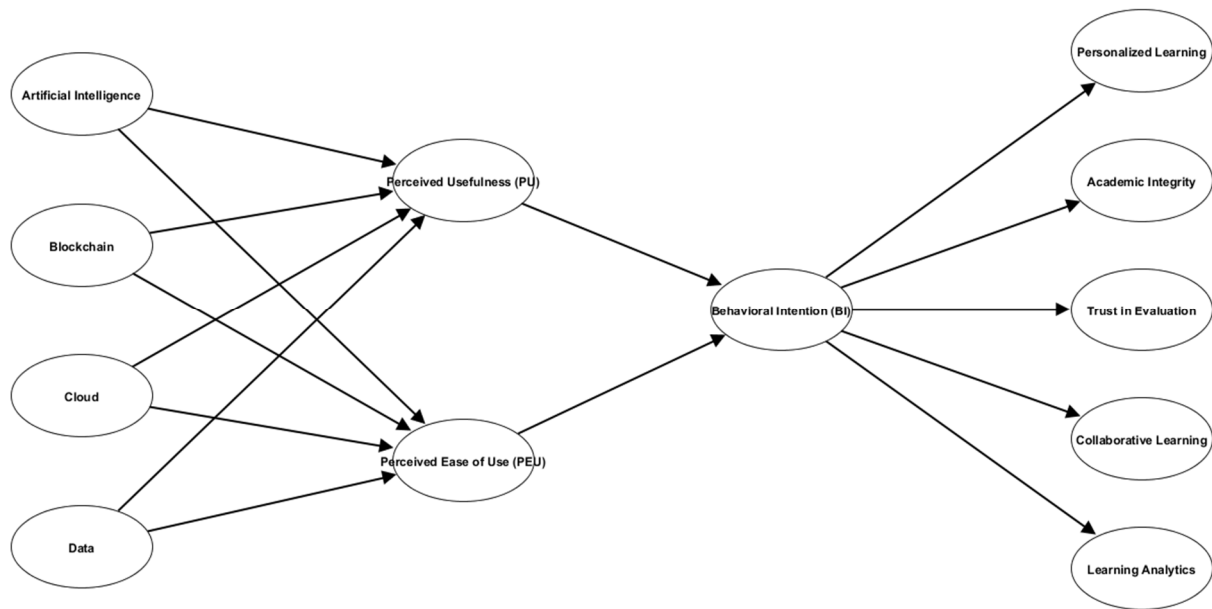 Artificial Intelligence
Blockchain
Cloud
Data
Perceived Usefulness (PU)
Perceived Ease of Use (PEU)
Behavioral Intention (BI)
Personalized Learning
Academic Integrity
Trust in Evaluation
Collaborative Learning
Learning Analytics